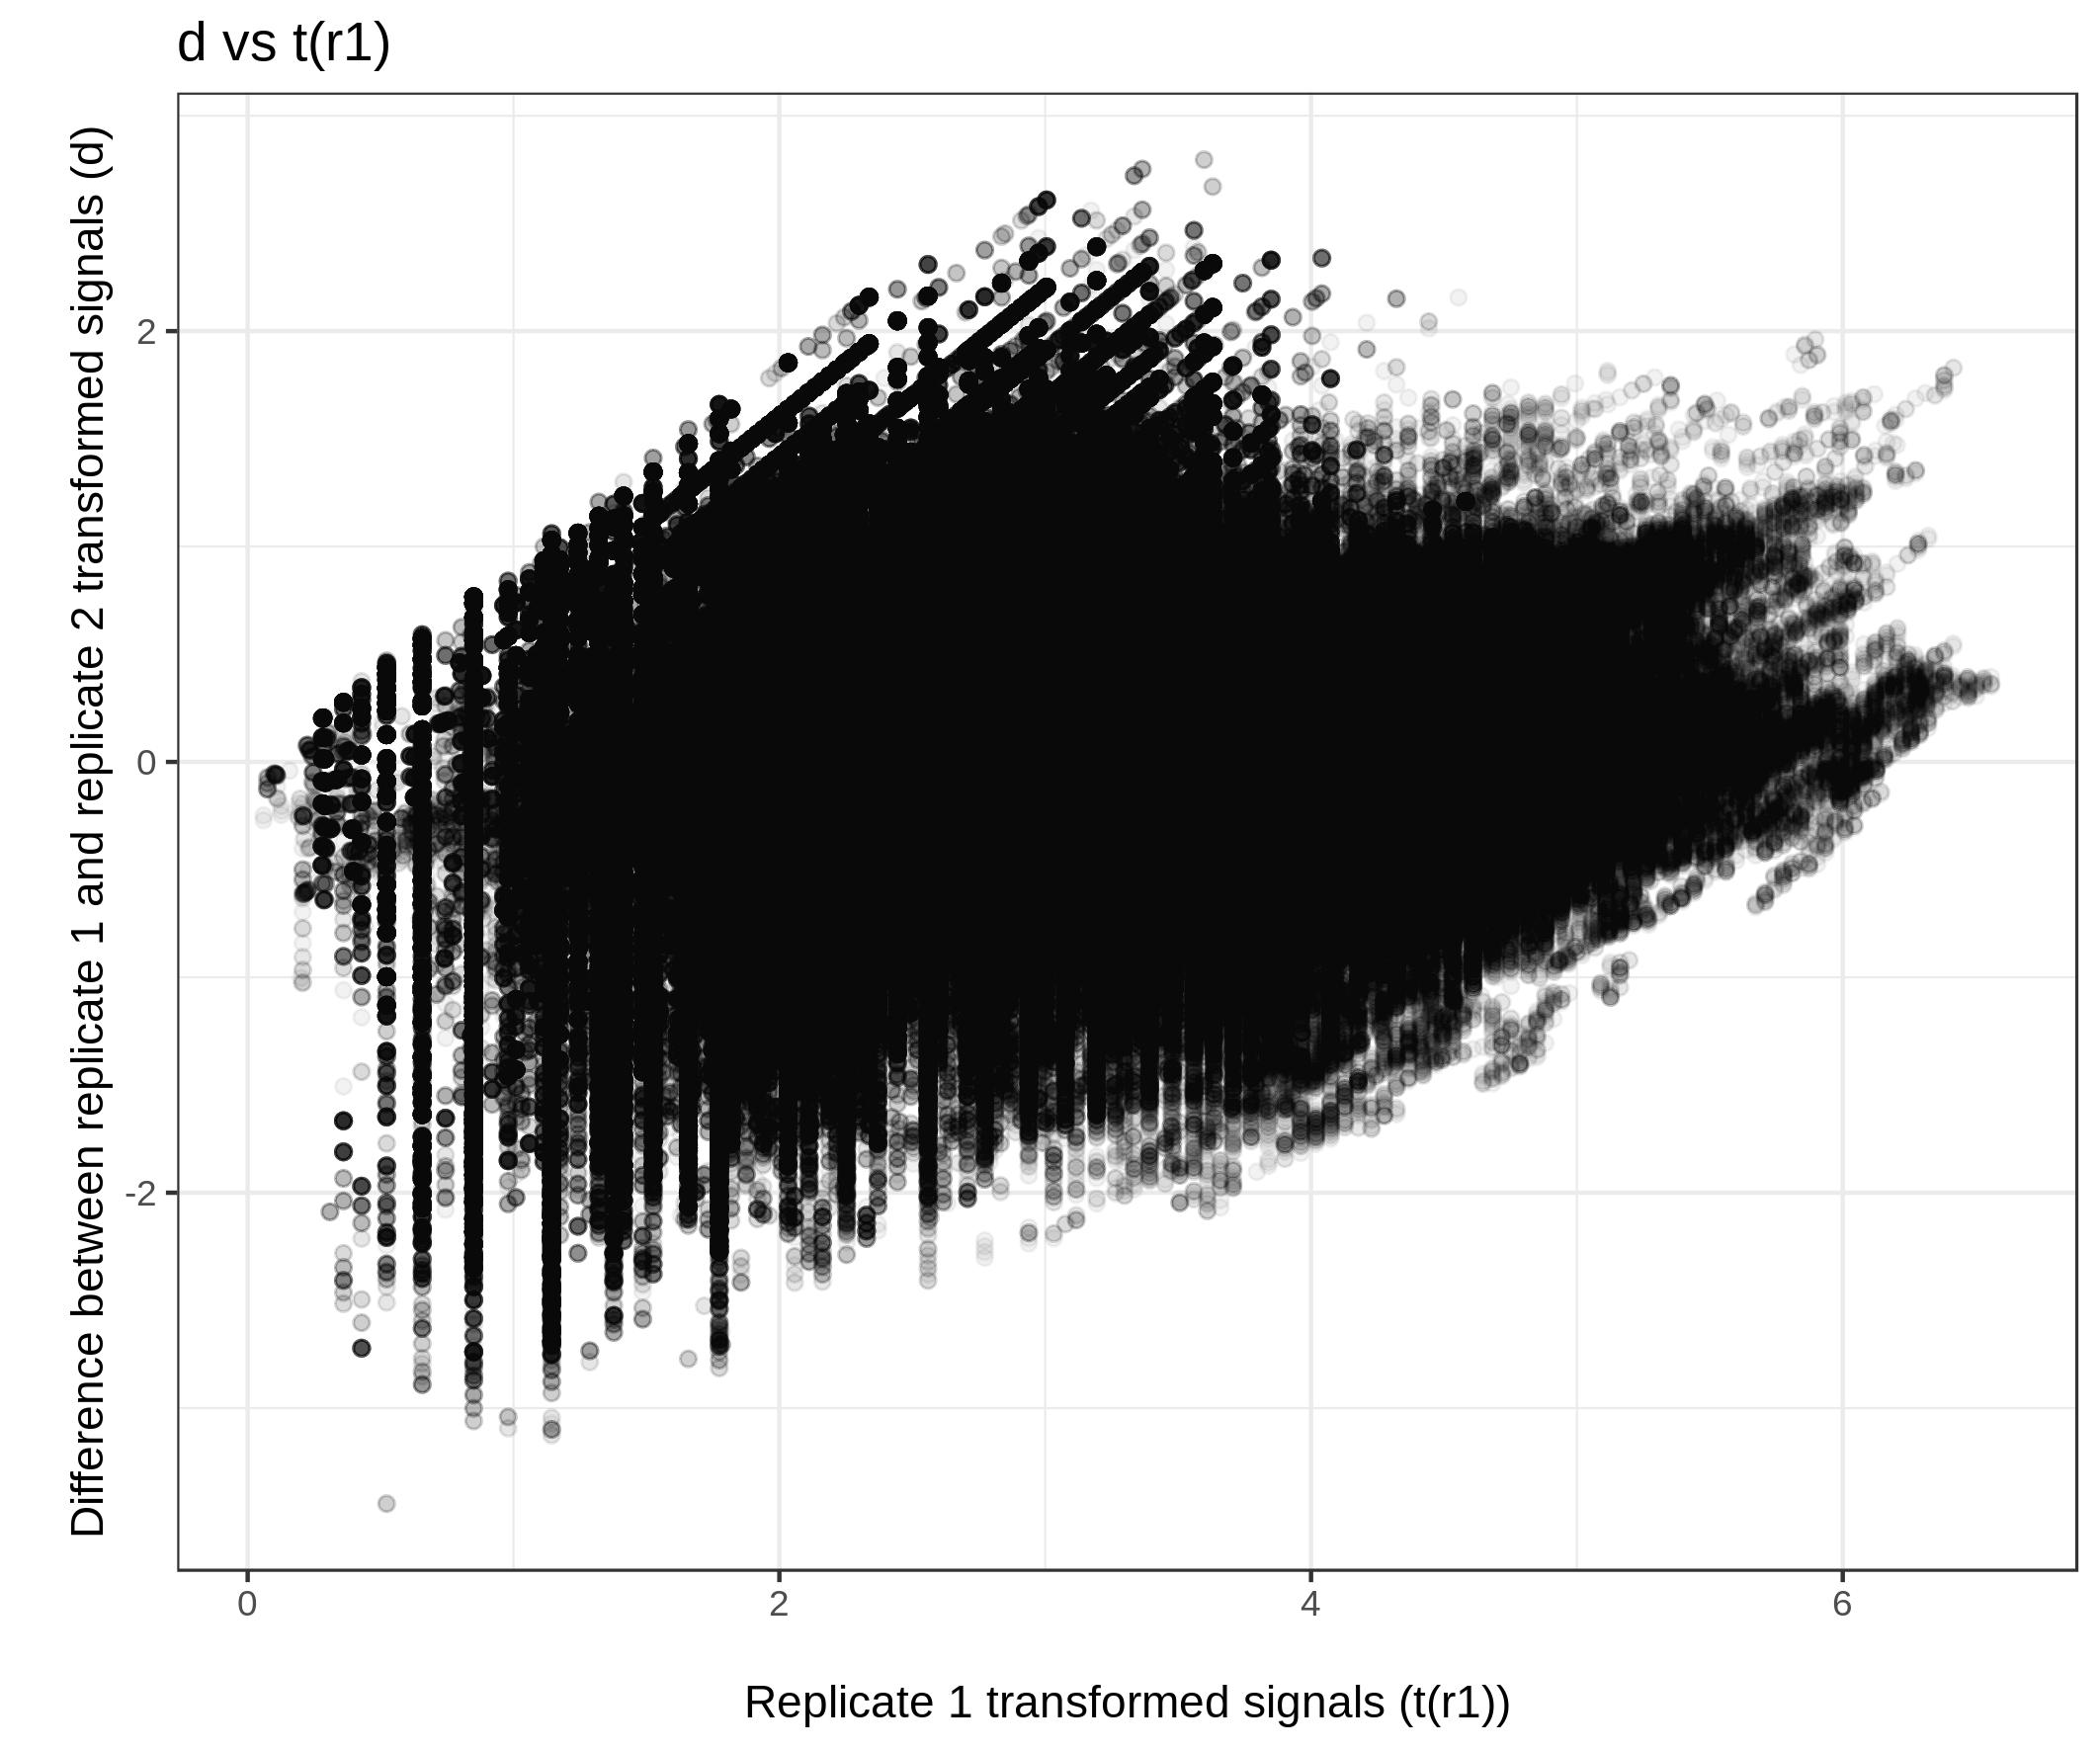 d vs t(r1)
Difference between replicate 1 and replicate 2 transformed signals (d)
2
0
-2
0
2
4
6
Replicate 1 transformed signals (t(r1))